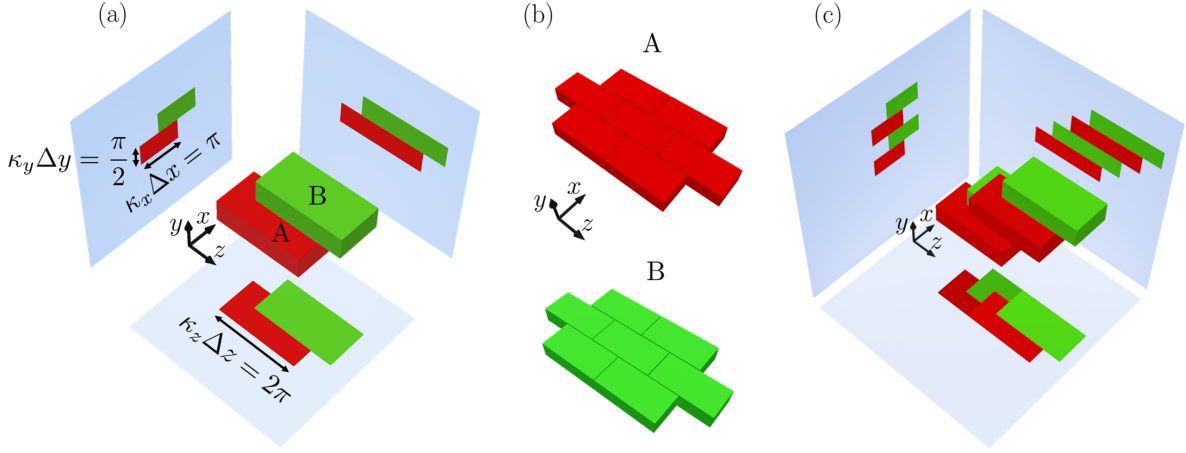 (a)
κ_yΔy = π/2
κ_xΔx = π
B
A
y
x
z
κ_zΔz = 2π
(b)
A
y
x
z
B
(c)
y
x
z